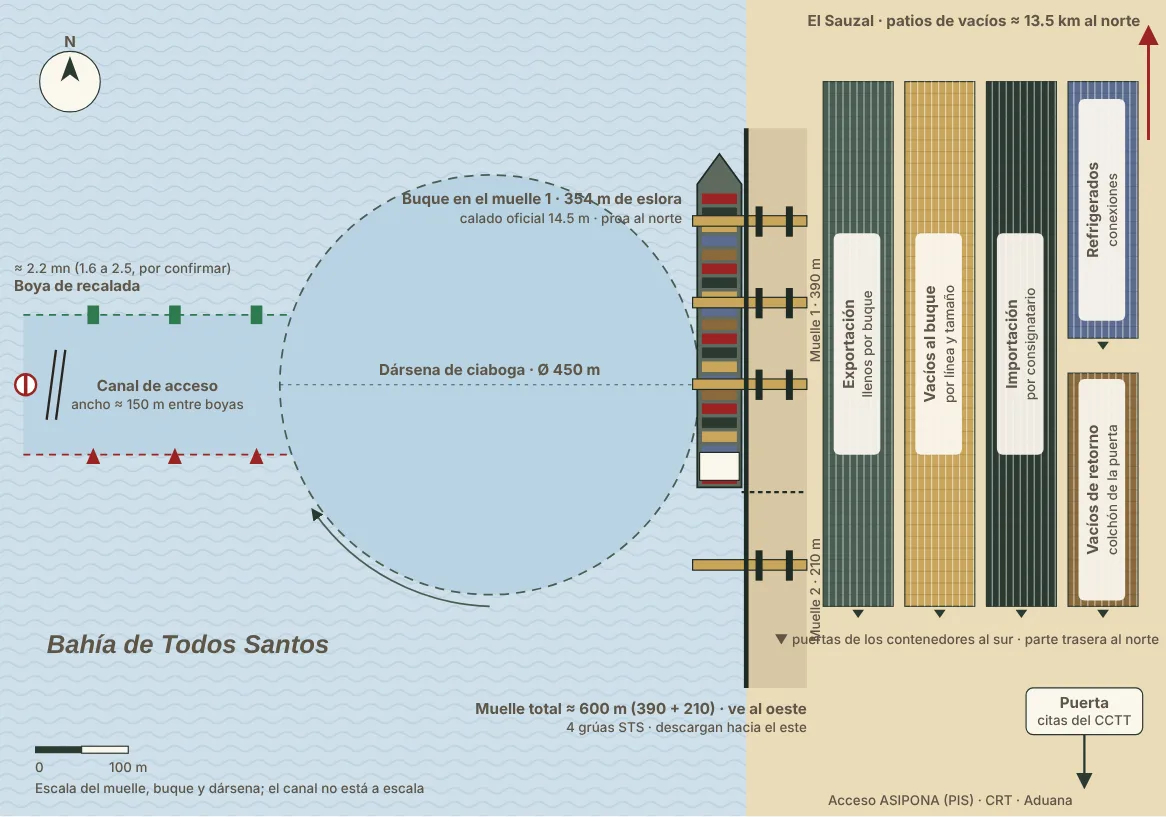 El Sauzal · patios de vacíos ≈ 13.5 km al norte
N
Buque en el muelle 1 · 354 m de eslora
calado oficial 14.5 m · proa al norte
≈ 2.2 mn (1.6 a 2.5, por confirmar)
Boya de recalada
Canal de acceso
ancho ≈ 150 m entre boyas
Dársena de ciaboga · Ø 450 m
Muelle 1 · 390 m
Muelle 2 · 210 m
Exportación
llenos por buque
Vacíos al buque
por línea y tamaño
Importación
por consignatario
Refrigerados
conexiones
Vacíos de retorno
colchón de la puerta
puertas de los contenedores al sur · parte trasera al norte
Bahía de Todos Santos
Muelle total ≈ 600 m (390 + 210) · ve al oeste
4 grúas STS · descargan hacia el este
Puerta
citas del CCTT
0 100 m
Escala del muelle, buque y dársena; el canal no está a escala
Acceso ASIPONA (PIS) · CRT · Aduana